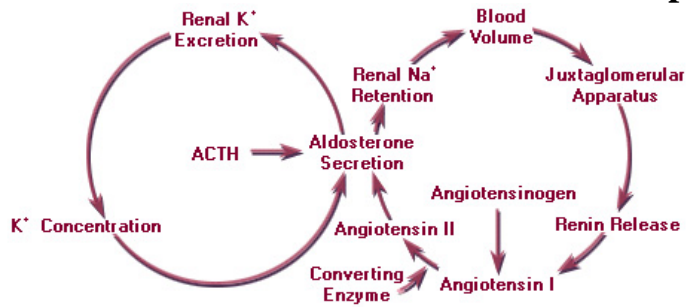 Renal K⁺
Excretion
Blood
Volume
Renal Na⁺
Retention
Juxtaglomerular
Apparatus
ACTH
Aldosterone
Secretion
Angiotensinogen
K⁺ Concentration
Angiotensin II
Renin Release
Converting
Enzyme
Angiotensin I